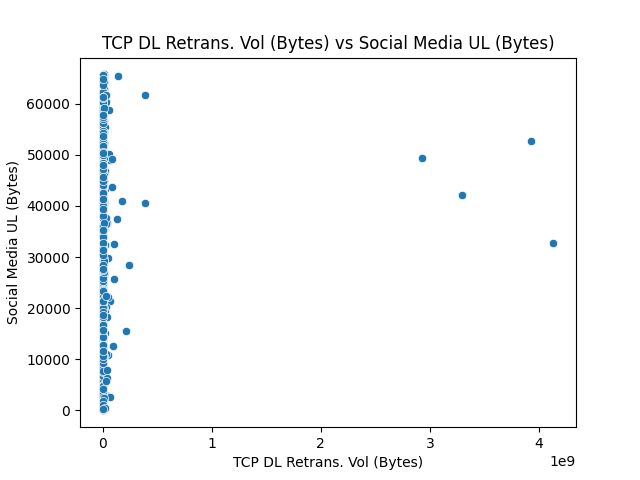 TCP DL Retrans. Vol (Bytes) vs Social Media UL (Bytes)
60000
50000
40000
30000
20000
10000
0
Social Media UL (Bytes)
0 1 2 3 4
1e9
TCP DL Retrans. Vol (Bytes)